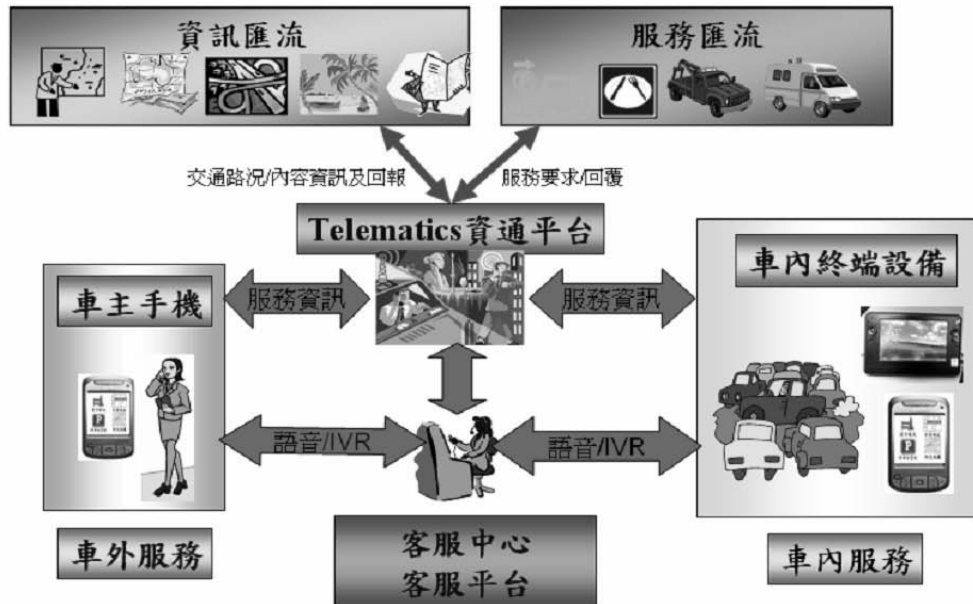 資訊匯流
服務匯流
交通路況/內容資訊及回報
服務要求/回覆
Telematics資通平台
車主手機
服務資訊
服務資訊
車內終端設備
語音/IVR
語音/IVR
車外服務
客服中心
客服平台
車內服務